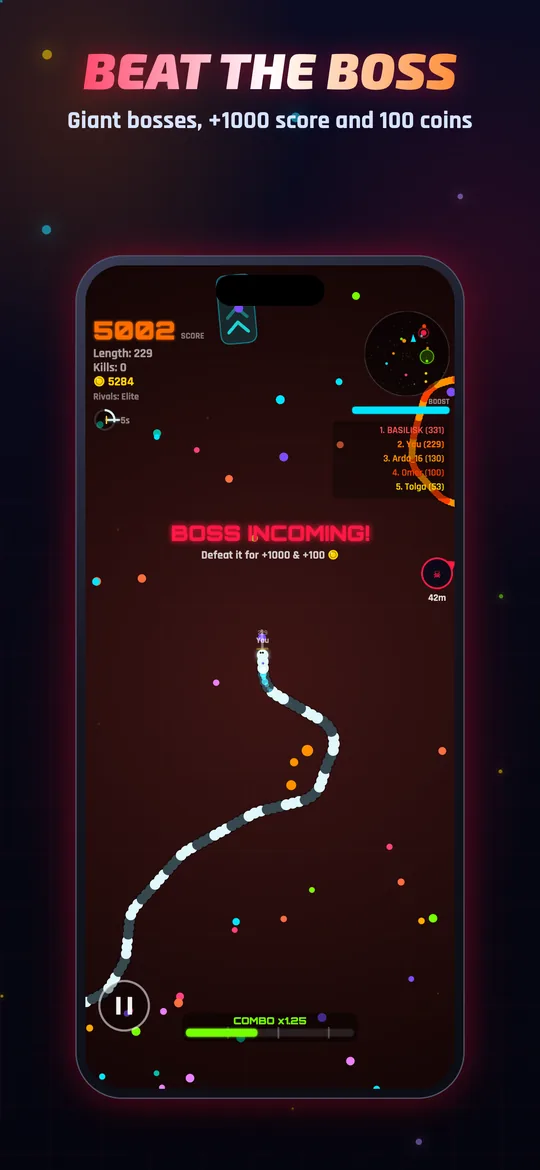 BEAT THE BOSS
Giant bosses, +1000 score and 100 coins
5002 SCORE
Length: 229
Kills: 0
5284
Rivals: Elite
5s
BOOST
1. BASILISK (331)
2. You (229)
3. Arda_16 (130)
4. Omer (100)
5. Tolga (53)
BOSS INCOMING!
Defeat it for +1000 & +100
42m
You
COMBO x1.25